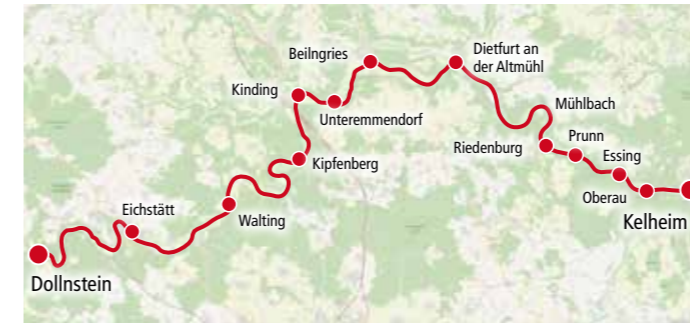 Beilngries
Dietfurt an
der Altmühl
Kinding
Unteremmendorf
Mühlbach
Riedenburg
Prunn
Essing
Kipfenberg
Oberau
Eichstätt
Walting
Kelheim
Dollnstein